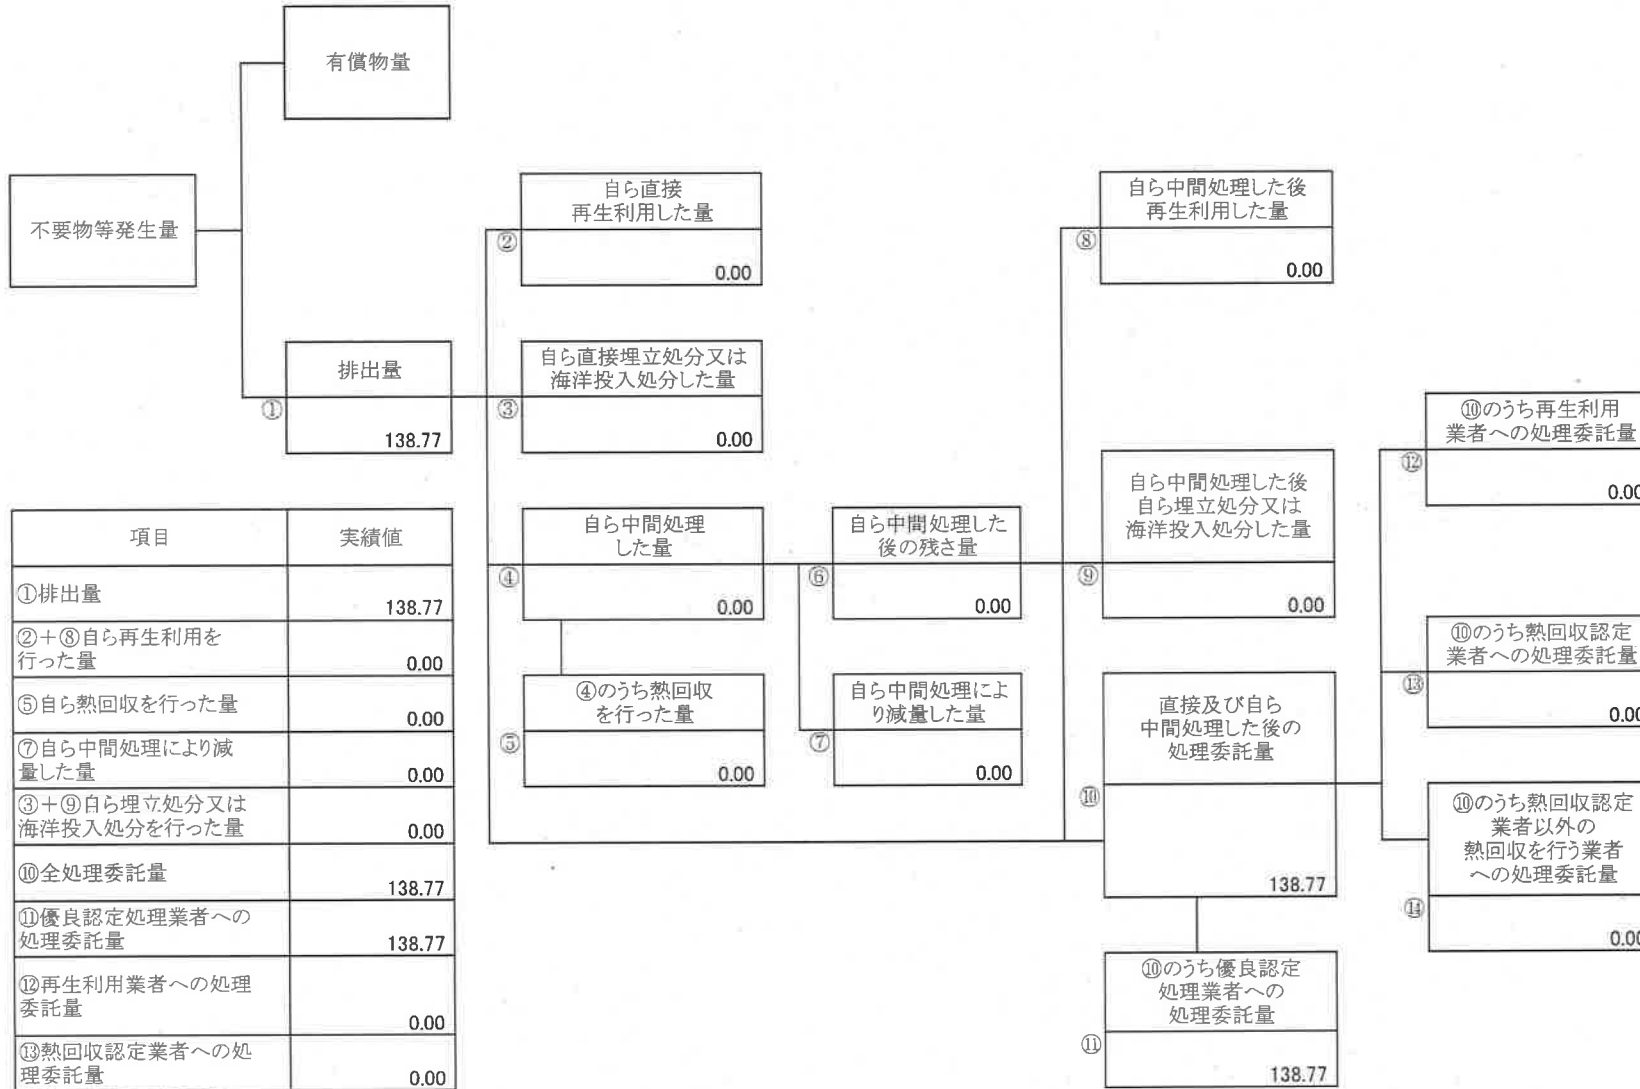 有償物量
不要物等発生量
自ら直接
再生利用した量
②
0.00
自ら中間処理した後
再生利用した量
⑧
0.00
排出量
①
138.77
自ら直接埋立処分又は
海洋投入処分した量
③
0.00
⑩のうち再生利用
業者への処理委託量
⑫
0.00
自ら中間処理
した量
④
0.00
自ら中間処理した
後の残さ量
⑥
0.00
自ら中間処理した後
自ら埋立処分又は
海洋投入処分した量
⑨
0.00
⑩のうち熱回収認定
業者への処理委託量
⑬
0.00
④のうち熱回収
を行った量
⑤
0.00
自ら中間処理によ
り減量した量
⑦
0.00
直接及び自ら
中間処理した後の
処理委託量
⑩
138.77
⑩のうち熱回収認定
業者以外の
熱回収を行う業者
への処理委託量
⑭
0.00
⑩のうち優良認定
処理業者への
処理委託量
⑪
138.77
項目 実績値
①排出量 138.77
②+⑧自ら再生利用を
行った量 0.00
⑤自ら熱回収を行った量 0.00
⑦自ら中間処理により減
量した量 0.00
③+⑨自ら埋立処分又は
海洋投入処分を行った量 0.00
⑩全処理委託量 138.77
⑪優良認定処理業者への
処理委託量 138.77
⑫再生利用業者への処理
委託量 0.00
⑬熱回収認定業者への処
理委託量 0.00